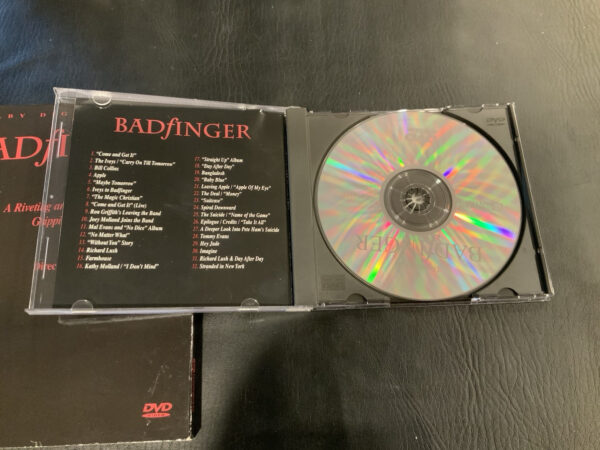 BADfINGER
1. "Come and Get It"
2. The Iveys / "Carry On Till Tomorrow"
3. Bill Collins
4. Apple
5. "Maybe Tomorrow"
6. Iveys to Badfinger
7. "The Magic Christian"
8. "Come and Get It" (Live)
9. Ron Griffith's Leaving the Band
10. Joey Molland Joins the Band
11. Mal Evans and "No Dice" Album
12. "No Matter What"
13. "Without You" Story
14. Richard Lush
15. Farmhouse
16. Kathy Molland / "I Don't Mind"
17. "Straight Up" Album
18. "Day After Day"
19. Bangladesh
20. "Baby Blue"
21. Leaving Apple / "Apple Of My Eye"
22. The Deal / "Money"
23. "Suitcase"
24. Spiral Downward
25. The Suicide / "Name of the Game"
26. Epilogue / Credits / "Take It All"
27. A Deeper Look Into Pete Ham's Suicide
28. Tommy Evans
29. Hey Jude
30. Imagine
31. Richard Lush & Day After Day
32. Stranded in New York
DVD
BADfINGER
A Riveting an
Direc
DVD
VIDEO